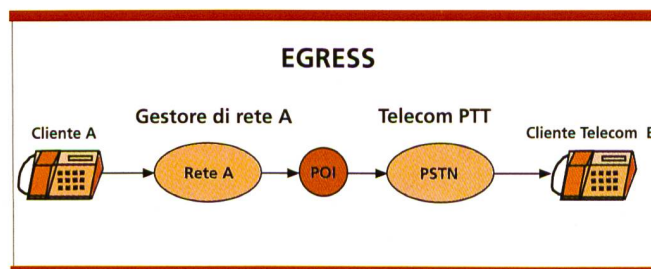 EGRESS
Gestore di rete A
Telecom PTT
Cliente A
Cliente Telecom B
Rete A
POI
PSTN